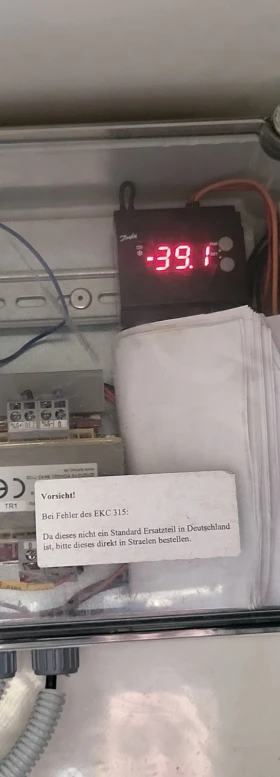 Danfoss
-39.1
CE
TR1
Vorsicht!
Bei Fehler des EKC 315:
Da dieses nicht ein Standard Ersatzteil in Deutschland
ist, bitte dieses direkt in Straelen bestellen.